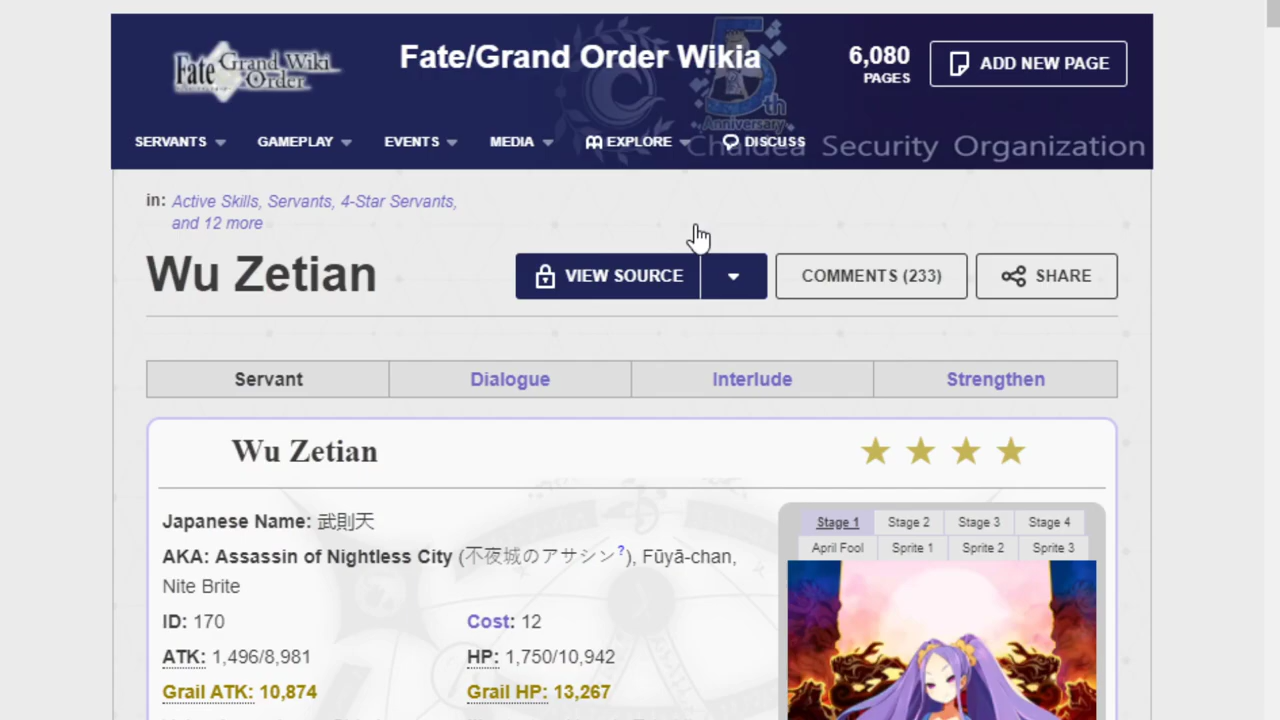 Fate Grand Wiki
Order
Fate/Grand Order Wikia
6,080
PAGES
ADD NEW PAGE
5th
Anniversary
SERVANTS GAMEPLAY EVENTS MEDIA EXPLORE DISCUSS
Chaldea Security Organization
in: Active Skills, Servants, 4-Star Servants,
and 12 more
Wu Zetian
VIEW SOURCE
COMMENTS (233)
SHARE
Servant Dialogue Interlude Strengthen
Wu Zetian
Japanese Name: 武則天
AKA: Assassin of Nightless City (不夜城のアサシン?), Fūyā-chan,
Nite Brite
ID: 170 Cost: 12
ATK: 1,496/8,981 HP: 1,750/10,942
Grail ATK: 10,874 Grail HP: 13,267
Stage 1 Stage 2 Stage 3 Stage 4
April Fool Sprite 1 Sprite 2 Sprite 3